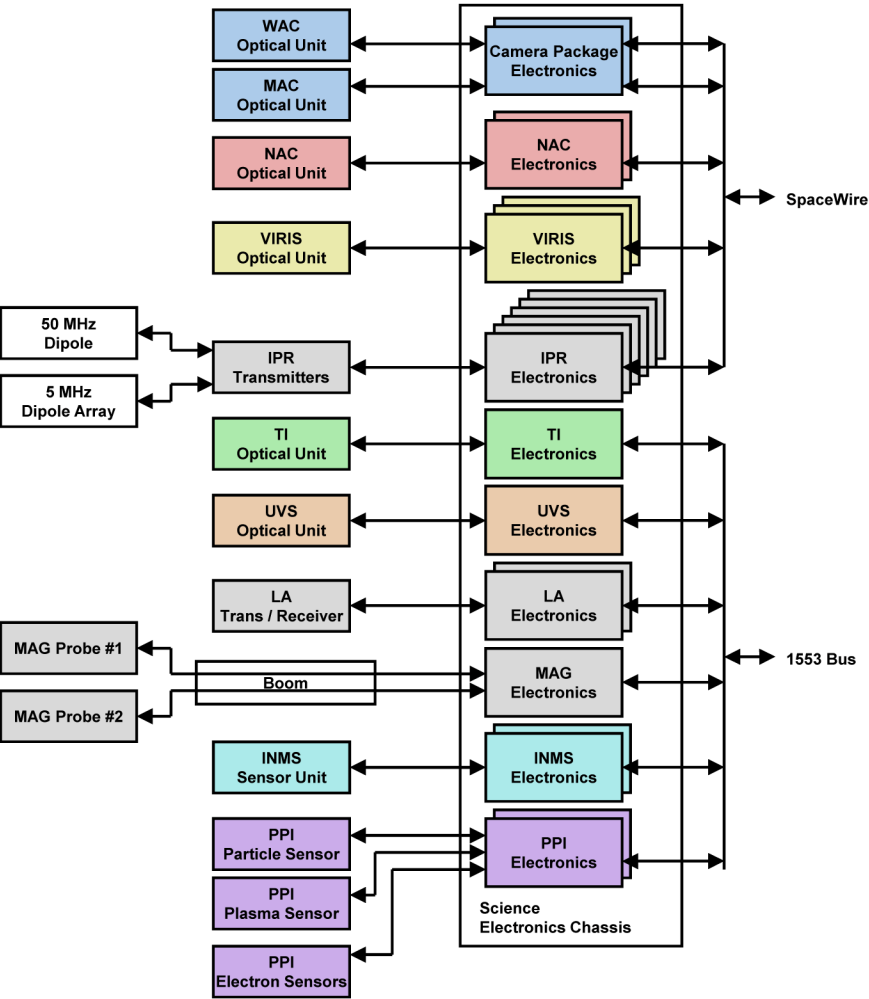 WAC
Optical Unit
Camera Package
Electronics
MAC
Optical Unit
NAC
Optical Unit
NAC
Electronics
SpaceWire
VIRIS
Optical Unit
VIRIS
Electronics
50 MHz
Dipole
IPR
Transmitters
IPR
Electronics
5 MHz
Dipole Array
TI
Optical Unit
TI
Electronics
UVS
Optical Unit
UVS
Electronics
LA
Trans / Receiver
LA
Electronics
MAG Probe #1
Boom
MAG
Electronics
1553 Bus
MAG Probe #2
INMS
Sensor Unit
INMS
Electronics
PPI
Particle Sensor
PPI
Electronics
PPI
Plasma Sensor
Science
Electronics Chassis
PPI
Electron Sensors